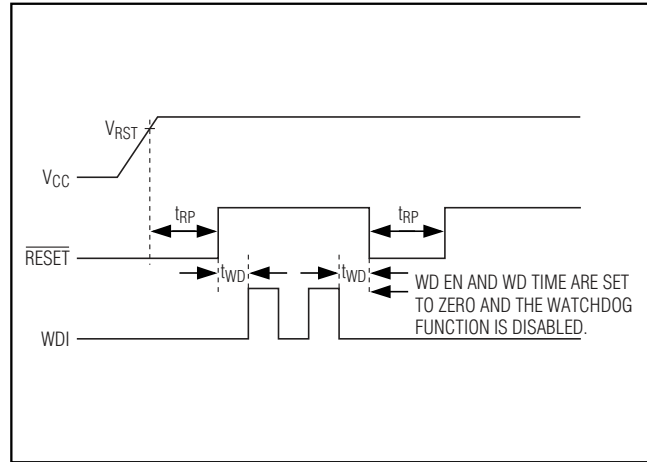 VRST
VCC
tRP
tRP
RESET
tWD
tWD
WD EN AND WD TIME ARE SET
TO ZERO AND THE WATCHDOG
FUNCTION IS DISABLED.
WDI